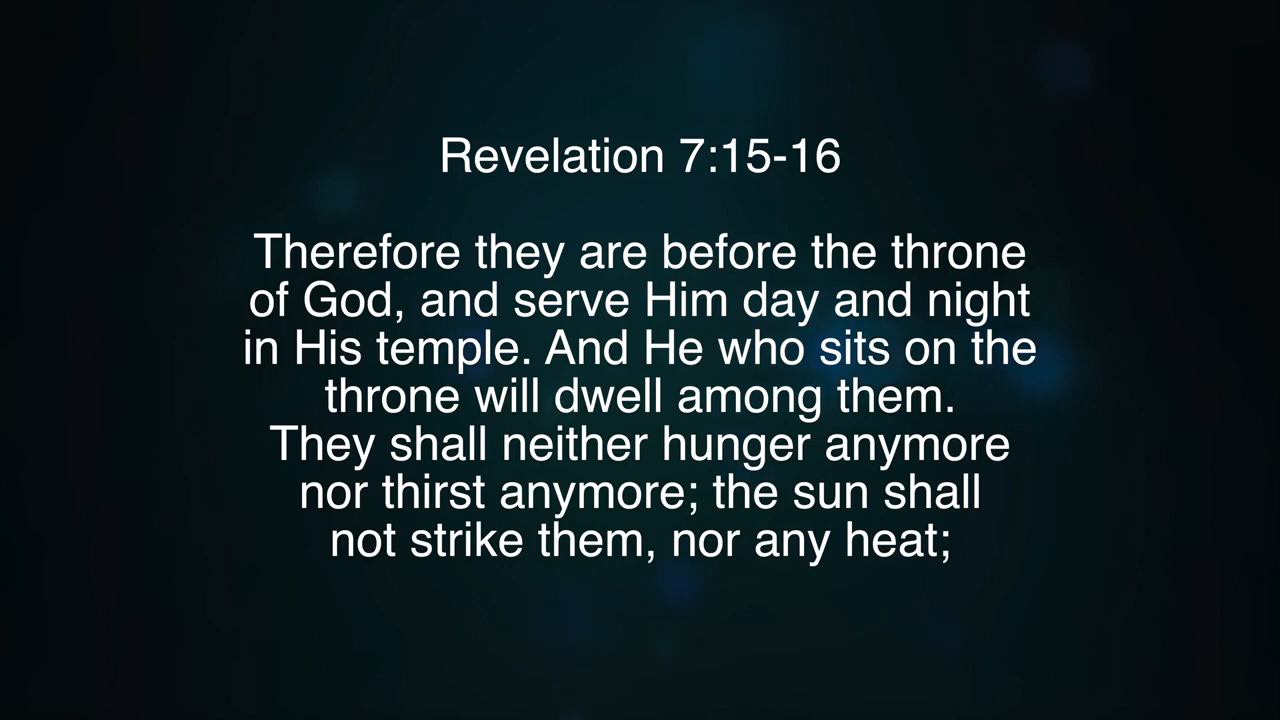 Revelation 7:15-16
Therefore they are before the throne
of God, and serve Him day and night
in His temple. And He who sits on the
throne will dwell among them.
They shall neither hunger anymore
nor thirst anymore; the sun shall
not strike them, nor any heat;